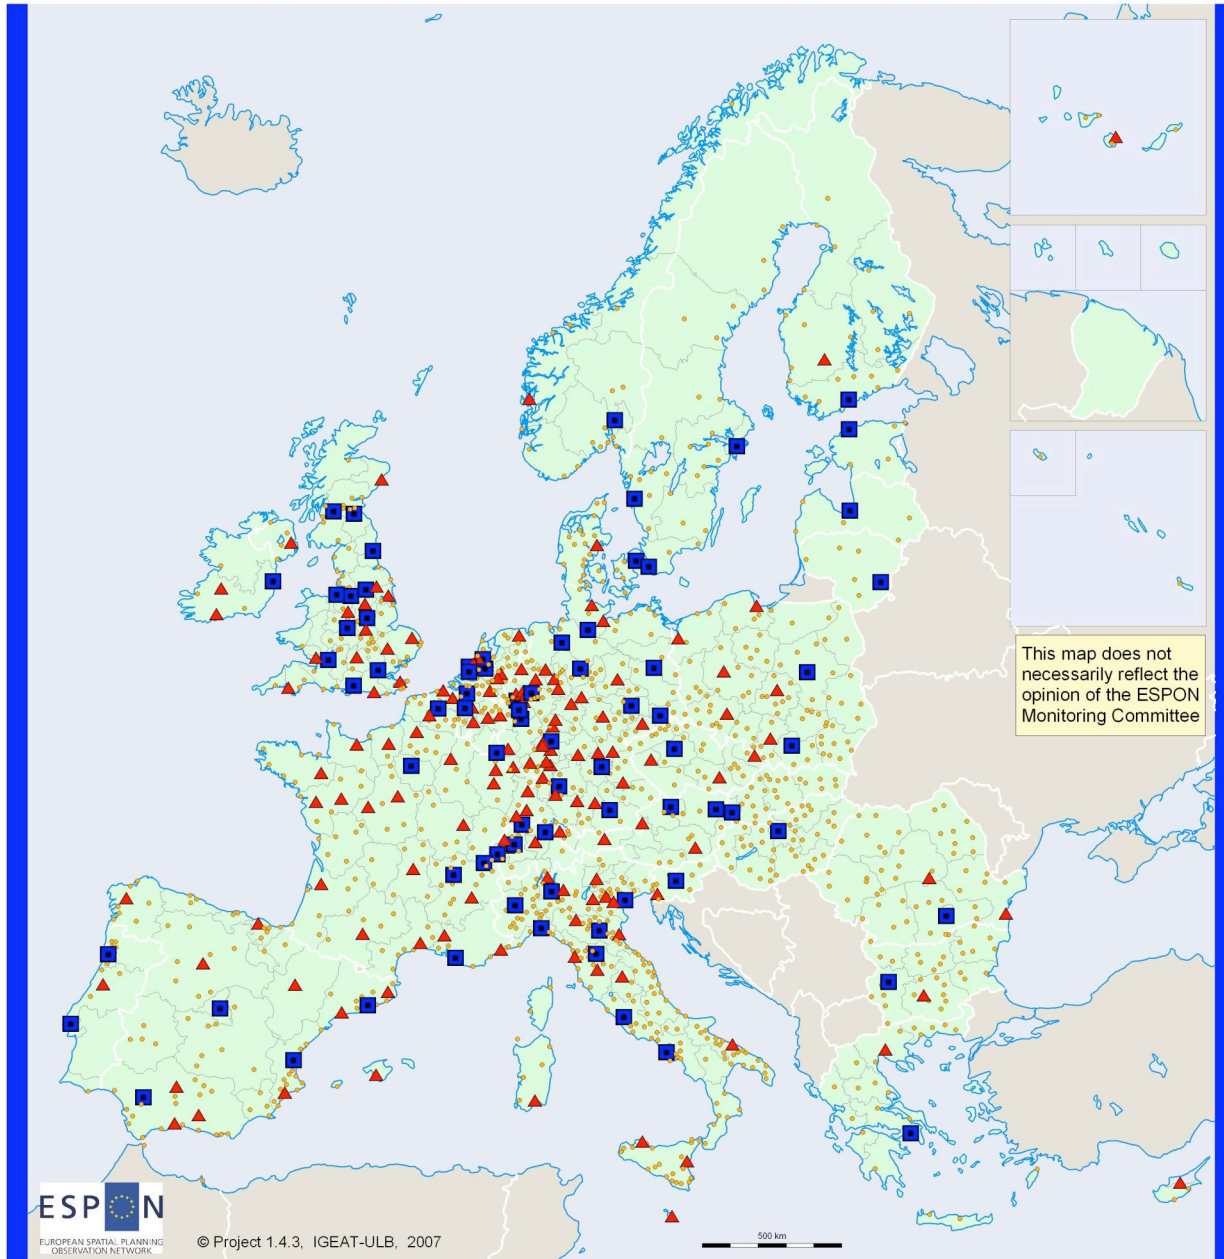 This map does not
necessarily reflect the
opinion of the ESPON
Monitoring Committee
ESPON
EUROPEAN SPATIAL PLANNING
OBSERVATION NETWORK
© Project 1.4.3, IGEAT-ULB, 2007
500 km